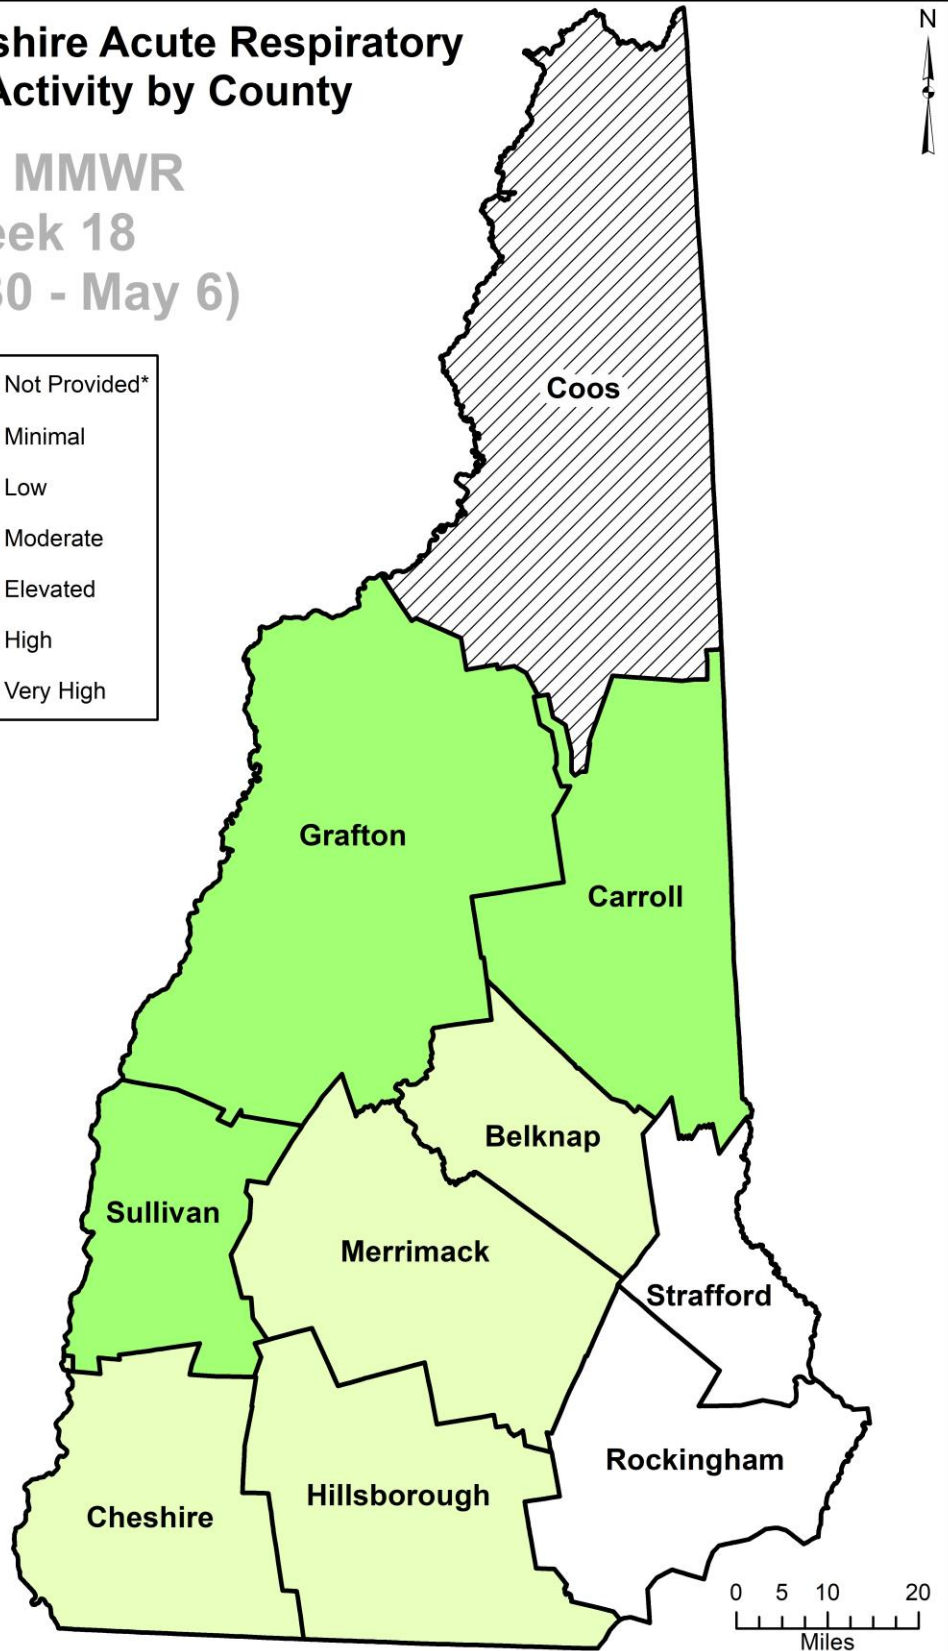 shire Acute Respiratory
Activity by County
N
MMWR
eek 18
30 - May 6)
Not Provided*
Minimal
Low
Moderate
Elevated
High
Very High
Coos
Grafton
Carroll
Belknap
Sullivan
Merrimack
Strafford
Rockingham
Hillsborough
Cheshire
0 5 10 20
Miles